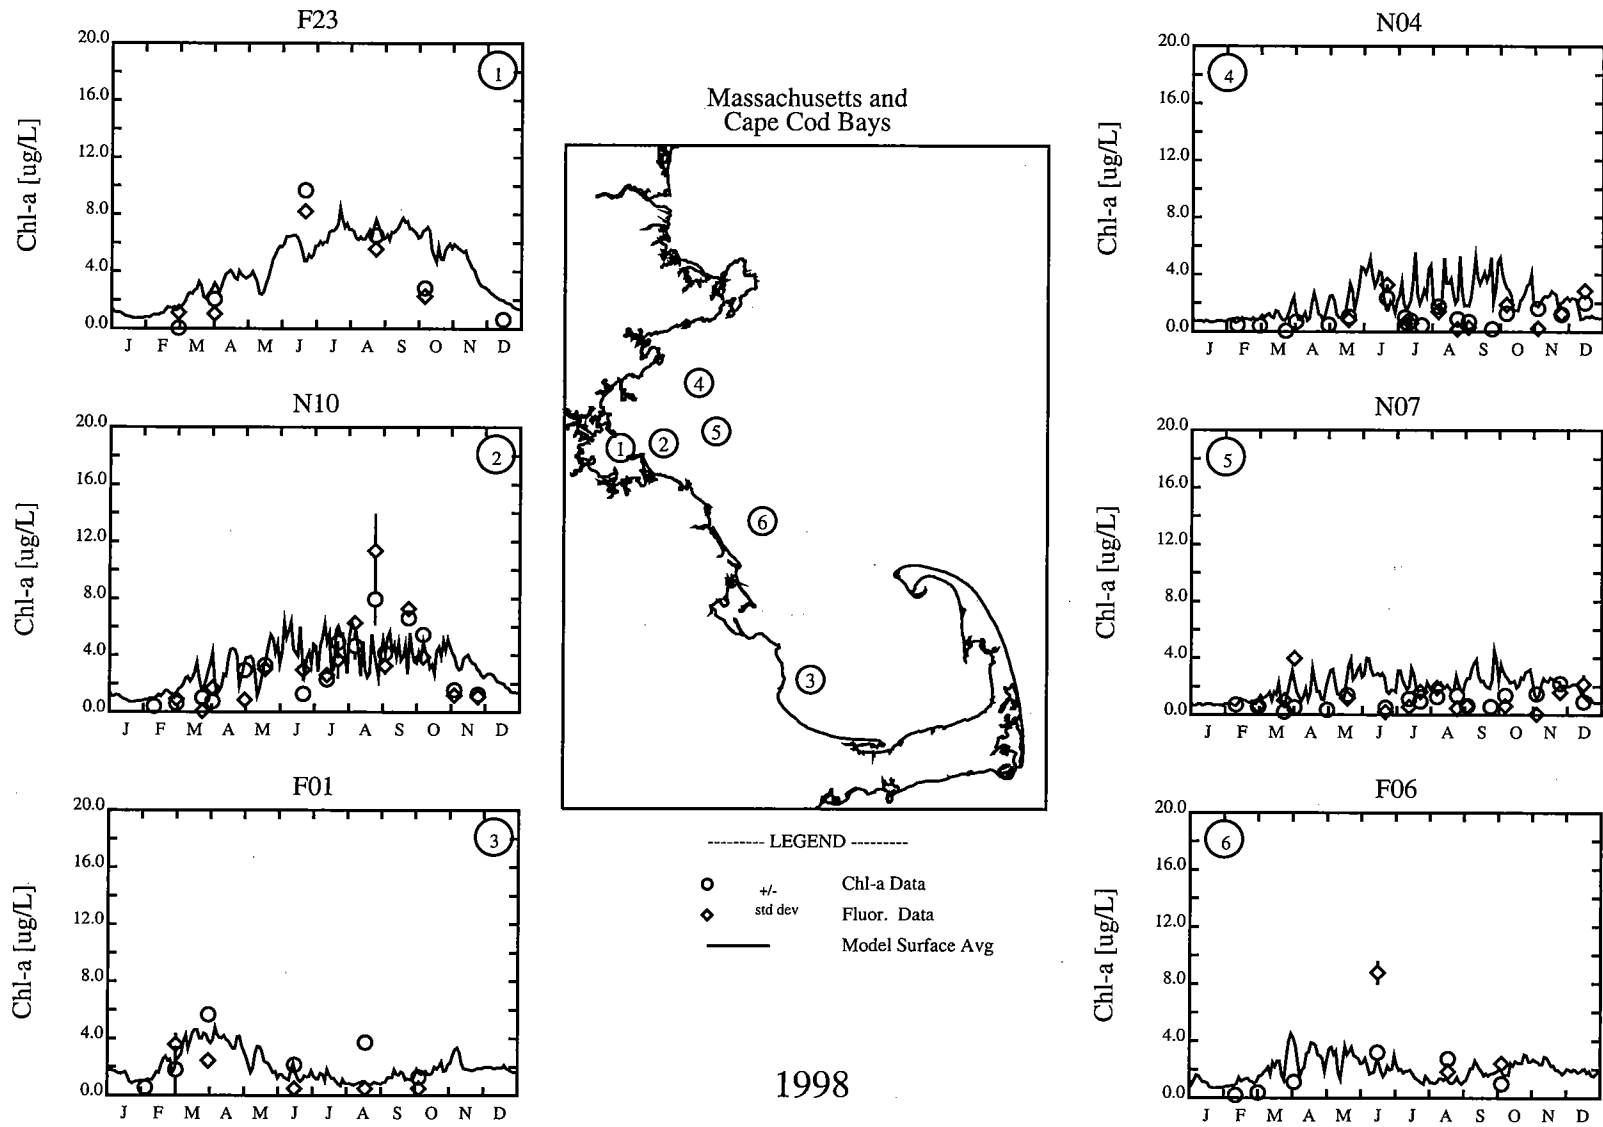 F23
20.0
16.0
12.0
8.0
4.0
0.0
Chl-a [ug/L]
1
J F M A M J J A S O N D
N10
20.0
16.0
12.0
8.0
4.0
0.0
Chl-a [ug/L]
2
J F M A M J J A S O N D
F01
20.0
16.0
12.0
8.0
4.0
0.0
Chl-a [ug/L]
3
J F M A M J J A S O N D
Massachusetts and
Cape Cod Bays
4
5
1 2
6
3
--------- LEGEND ---------
Chl-a Data
+/-
std dev
Fluor. Data
Model Surface Avg
1998
N04
20.0
16.0
12.0
8.0
4.0
0.0
Chl-a [ug/L]
4
J F M A M J J A S O N D
N07
20.0
16.0
12.0
8.0
4.0
0.0
Chl-a [ug/L]
5
J F M A M J J A S O N D
F06
20.0
16.0
12.0
8.0
4.0
0.0
Chl-a [ug/L]
6
J F M A M J J A S O N D